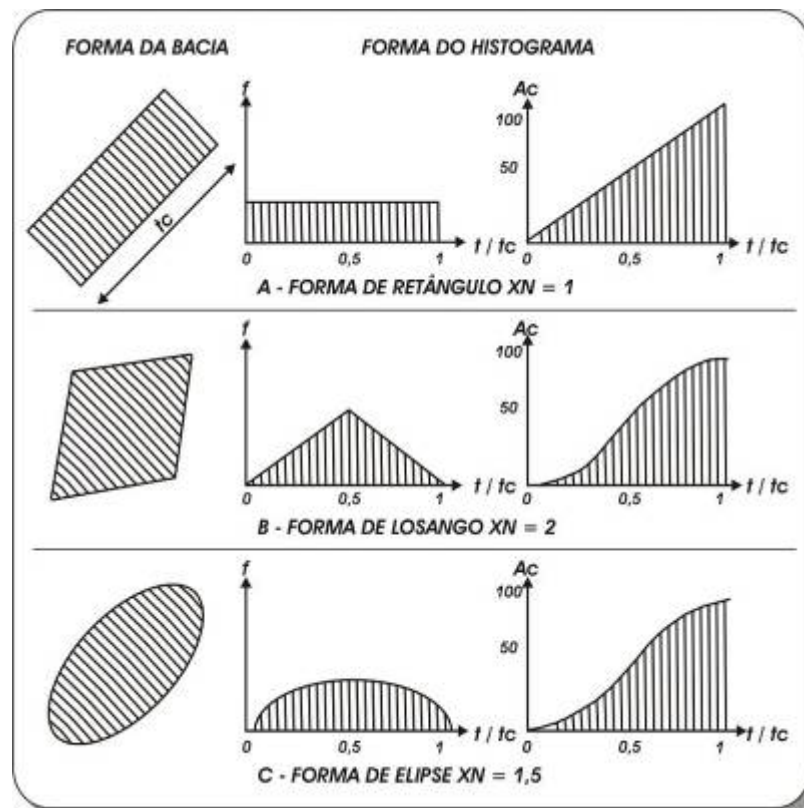 FORMA DA BACIA
FORMA DO HISTOGRAMA
tc
f
0
0,5
1
t / tc
Ac
100
50
0
0,5
1
t / tc
A - FORMA DE RETÂNGULO XN = 1
f
0
0,5
1
t / tc
Ac
100
50
0
0,5
1
t / tc
B - FORMA DE LOSANGO XN = 2
f
0
0,5
1
t / tc
Ac
100
50
0
0,5
1
t / tc
C - FORMA DE ELIPSE XN = 1,5